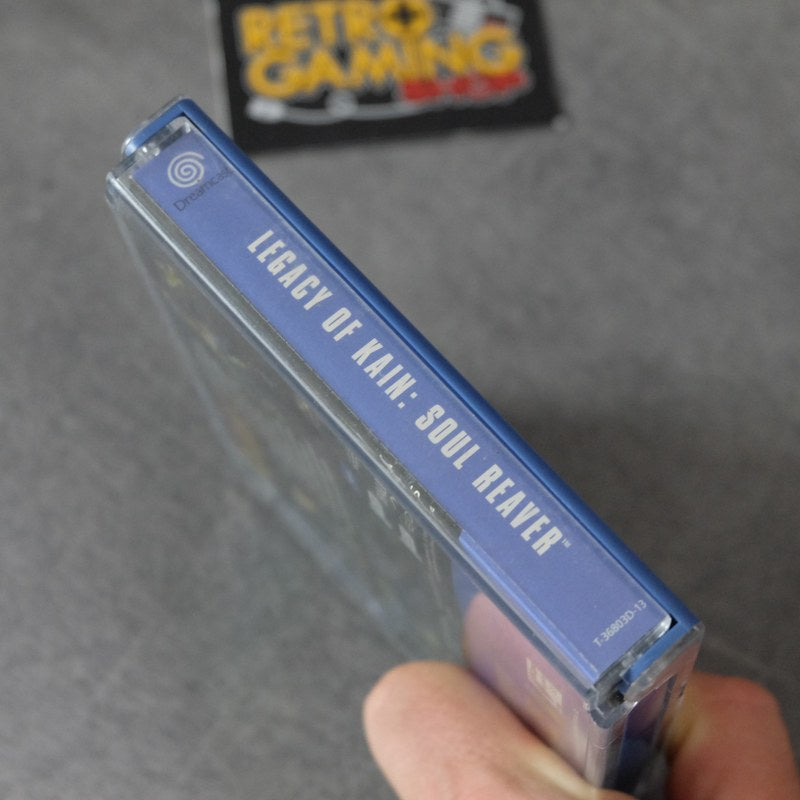 RETRO
GAMING
Dreamcast
LEGACY OF KAIN: SOUL REAVER™
T-36803D-13